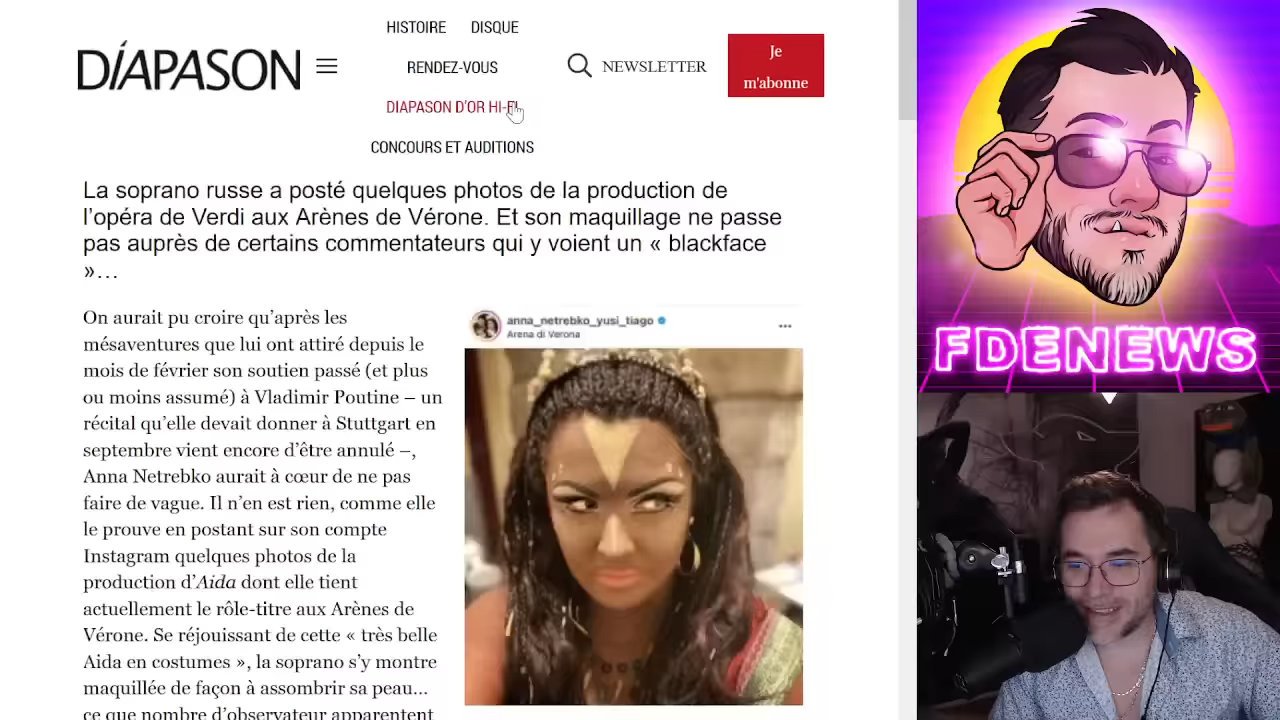 HISTOIRE DISQUE
DÍAPASON
RENDEZ-VOUS
NEWSLETTER
Je
m'abonne
DIAPASON D'OR HI-FI
CONCOURS ET AUDITIONS
La soprano russe a posté quelques photos de la production de
l'opéra de Verdi aux Arènes de Vérone. Et son maquillage ne passe
pas auprès de certains commentateurs qui y voient un « blackface
»…
On aurait pu croire qu'après les
mésaventures que lui ont attiré depuis le
mois de février son soutien passé (et plus
ou moins assumé) à Vladimir Poutine – un
récital qu'elle devait donner à Stuttgart en
septembre vient encore d'être annulé –,
Anna Netrebko aurait à cœur de ne pas
faire de vague. Il n'en est rien, comme elle
le prouve en postant sur son compte
Instagram quelques photos de la
production d'Aida dont elle tient
actuellement le rôle-titre aux Arènes de
Vérone. Se réjouissant de cette « très belle
Aida en costumes », la soprano s'y montre
maquillée de façon à assombrir sa peau…
ce que nombre d'observateur apparentent
anna_netrebko_yusi_tiago
Arena di Verona
FDENEWS